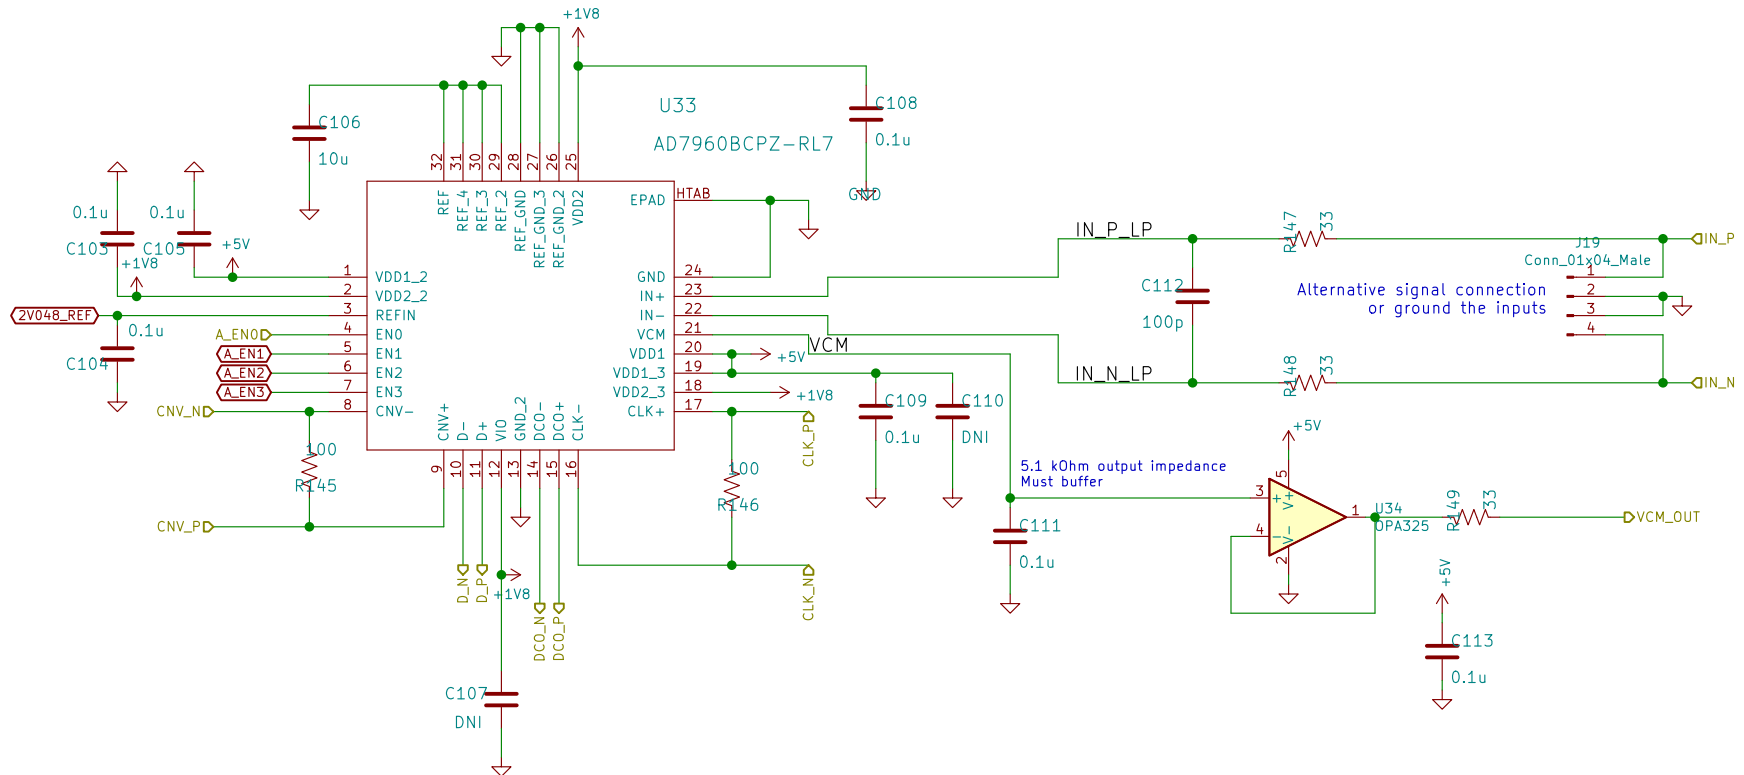 +1V8
U33
AD7960BCPZ-RL7
C106
10u
C108
0.1u
GND
32
31
30
29
28
27
26
25
REF
REF_4
REF_3
REF_2
REF_GND
REF_GND_3
REF_GND_2
VDD2
EPAD
HTAB
0.1u
C103
0.1u
C105
+5V
+1V8
2V048_REF
0.1u
C104
A_EN0
A_EN1
A_EN2
A_EN3
CNV_N
CNV_P
100
R145
1
VDD1_2
2
VDD2_2
3
REFIN
4
EN0
5
EN1
6
EN2
7
EN3
8
CNV-
GND
24
IN+
23
IN-
22
VCM
21
VDD1
20
VDD1_3
19
VDD2_3
18
CLK+
17
CNV+
D-
D+
VIO
GND_2
DCO-
DCO+
CLK-
9
10
11
12
13
14
15
16
D_N
D_P
+1V8
DCO_N
DCO_P
C107
DNI
VCM
+5V
+1V8
CLK_P
100
R146
CLK_N
C109
0.1u
C110
DNI
IN_P_LP
IN_N_LP
C112
100p
R147
33
R148
33
IN_P
IN_N
J19
Conn_01x04_Male
1
2
3
4
Alternative signal connection
or ground the inputs
5.1 kOhm output impedance
Must buffer
C111
0.1u
+5V
3
4
5
2
1
+
-
V+
V-
U34
OPA325
R149
33
VCM_OUT
+5V
C113
0.1u